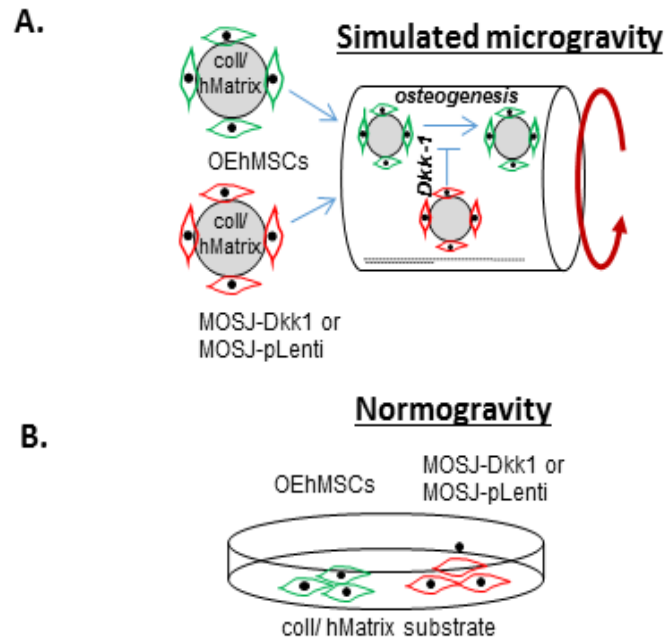 A.
Simulated microgravity
coll/
hMatrix
osteogenesis
OEhMSCs
Dkk-1
coll/
hMatrix
MOSJ-Dkk1 or
MOSJ-pLenti
Normogravity
B.
MOSJ-Dkk1 or
OEhMSCs
MOSJ-pLenti
coll/ hMatrix substrate